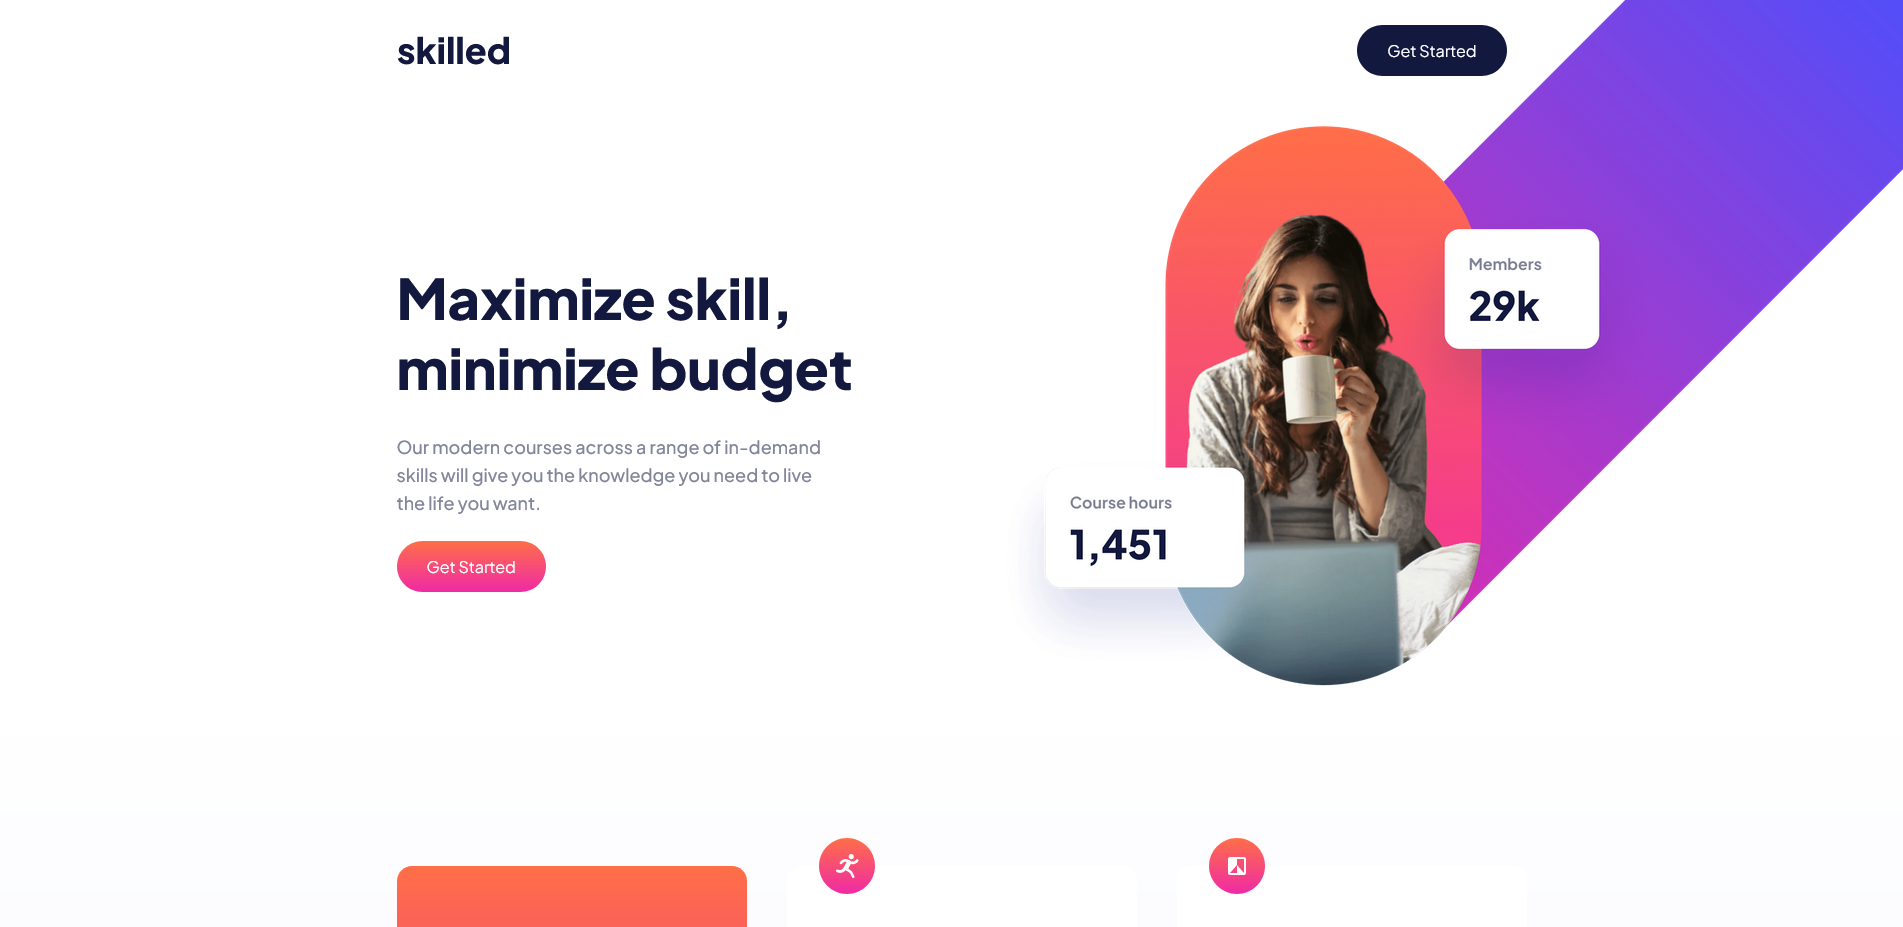 skilled
Get Started
Maximize skill,
minimize budget
Our modern courses across a range of in-demand
skills will give you the knowledge you need to live
the life you want.
Get Started
Members
29k
Course hours
1,451